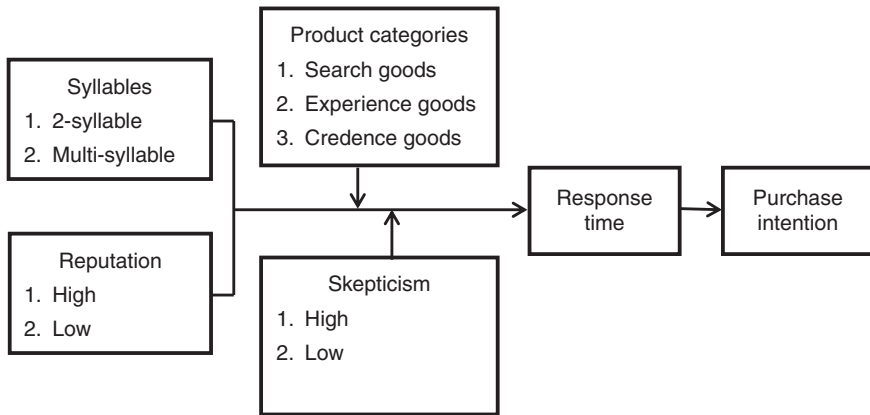 Syllables
1. 2-syllable
2. Multi-syllable
Reputation
1. High
2. Low
Product categories
1. Search goods
2. Experience goods
3. Credence goods
Skepticism
1. High
2. Low
Response
time
Purchase
intention